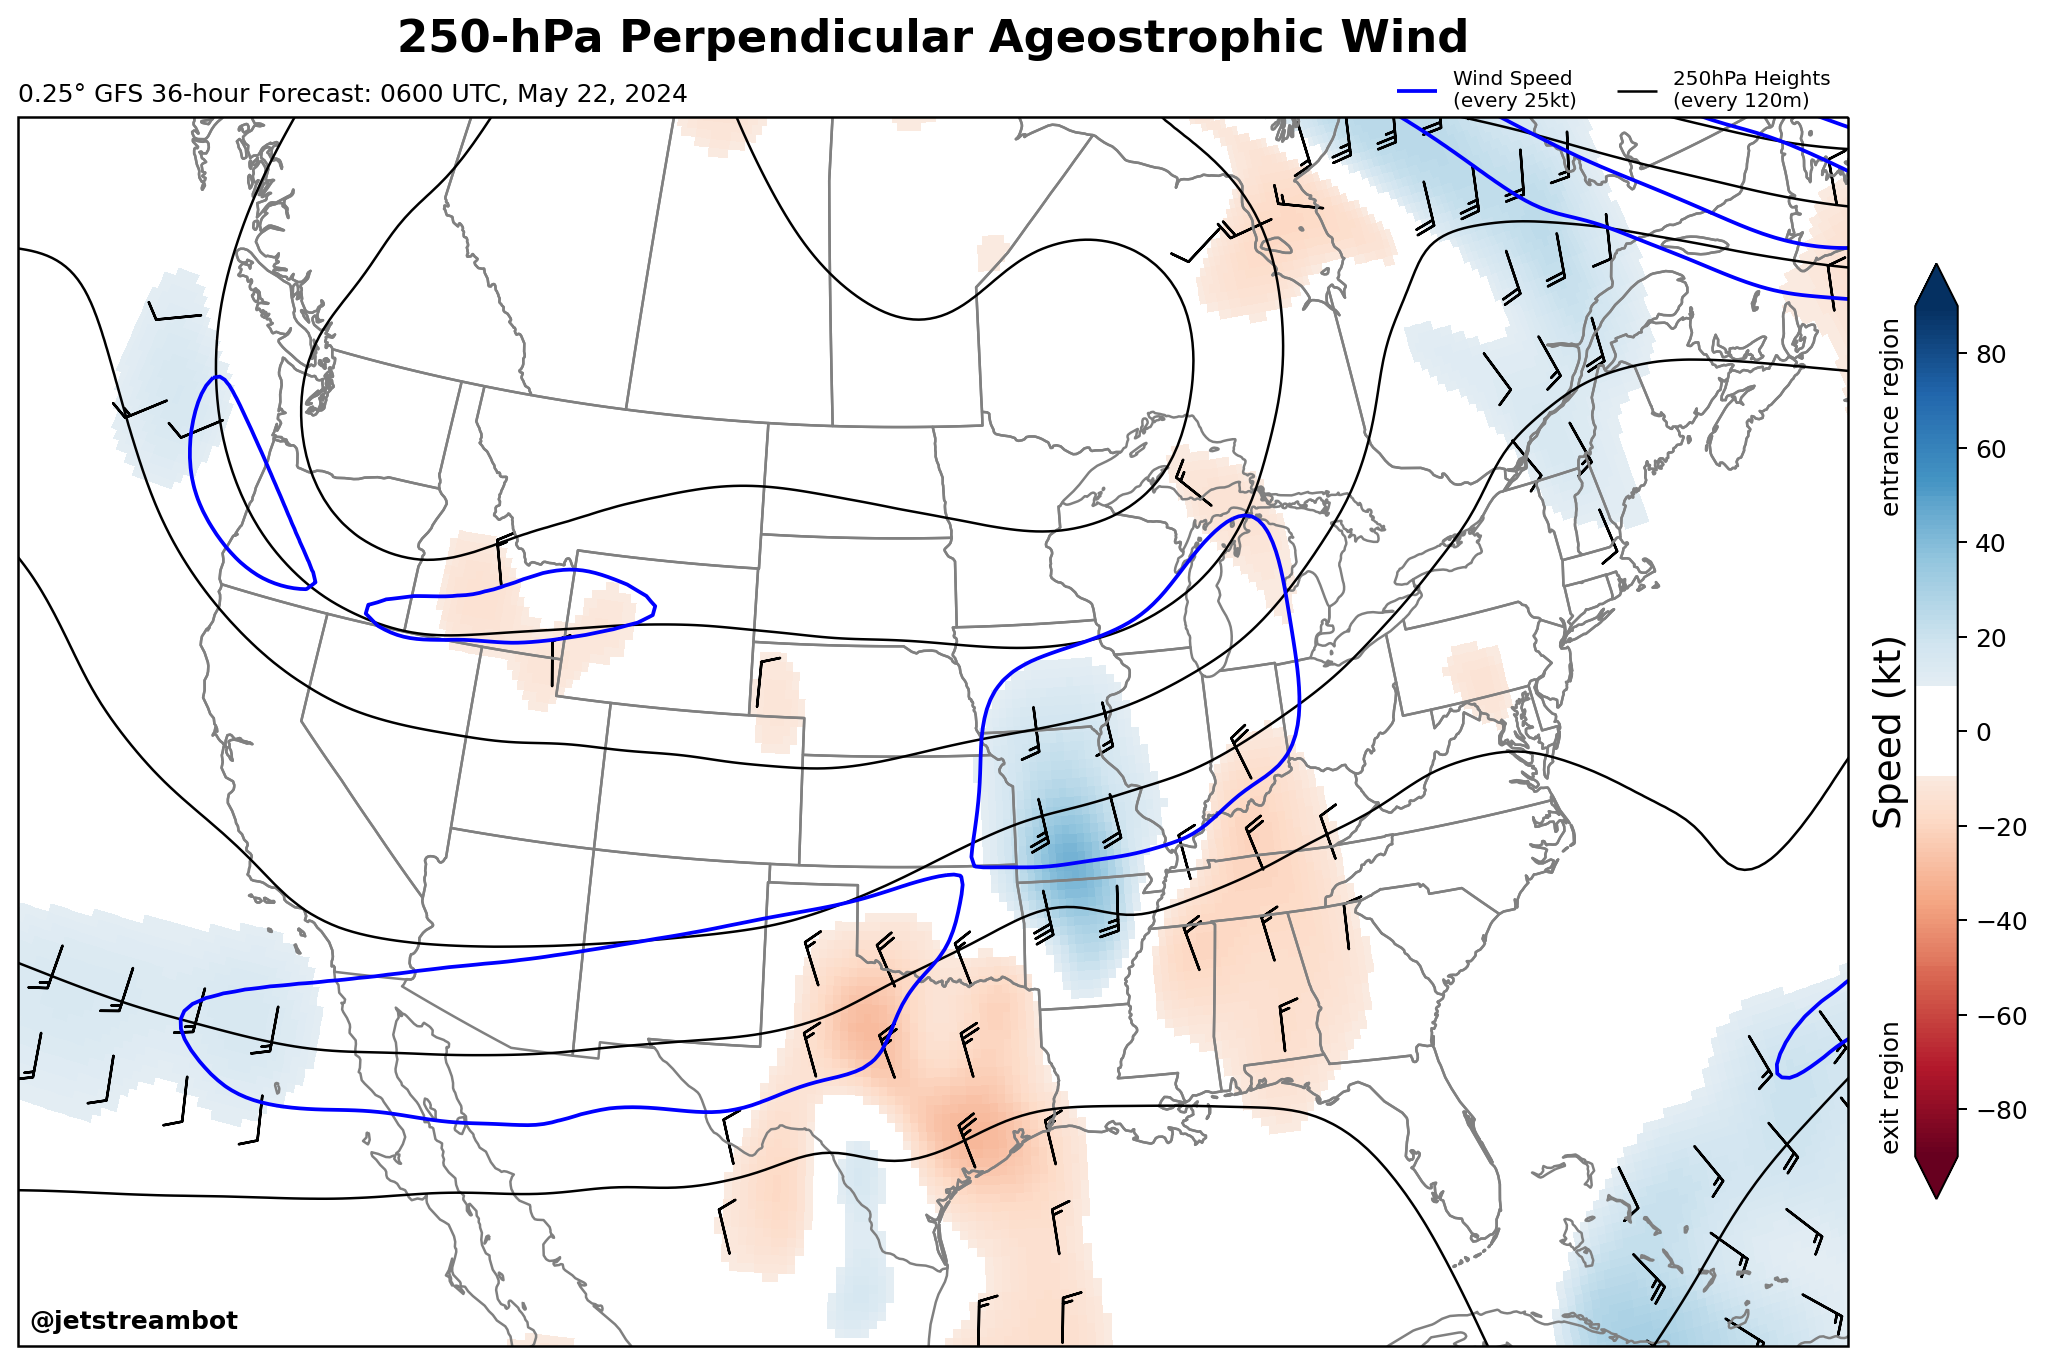 250-hPa Perpendicular Ageostrophic Wind
0.25° GFS 36-hour Forecast: 0600 UTC, May 22, 2024
Wind Speed
(every 25kt)
250hPa Heights
(every 120m)
entrance region
exit region
Speed (kt)
80
60
40
20
0
−20
−40
−60
−80
@jetstreambot